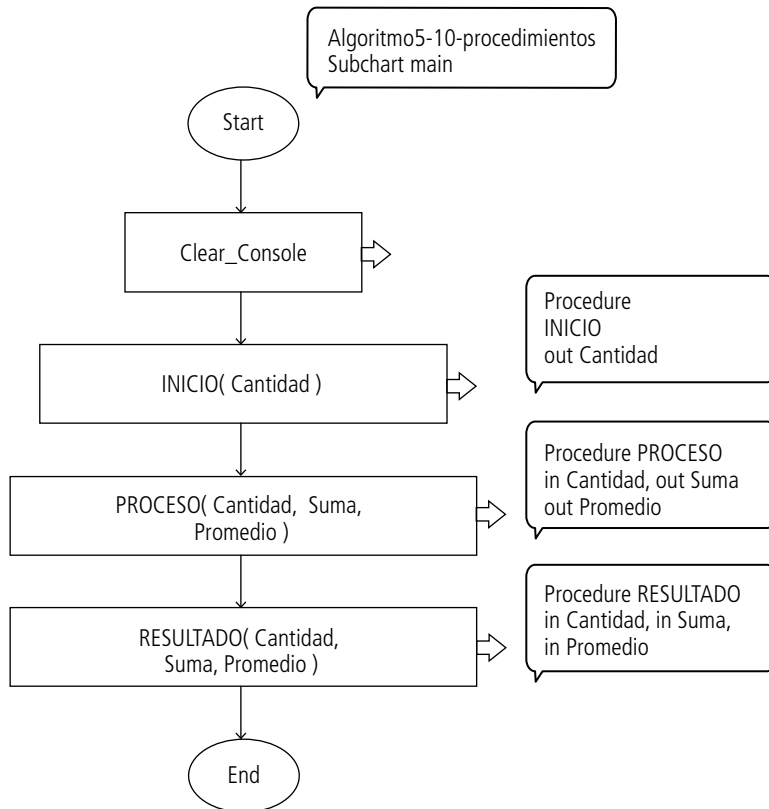 Algoritmo5-10-procedimientos
Subchart main
Start
Clear_Console
Procedure
INICIO
out Cantidad
INICIO( Cantidad )
Procedure PROCESO
in Cantidad, out Suma
out Promedio
PROCESO( Cantidad, Suma,
Promedio )
Procedure RESULTADO
in Cantidad, in Suma,
in Promedio
RESULTADO( Cantidad,
Suma, Promedio )
End